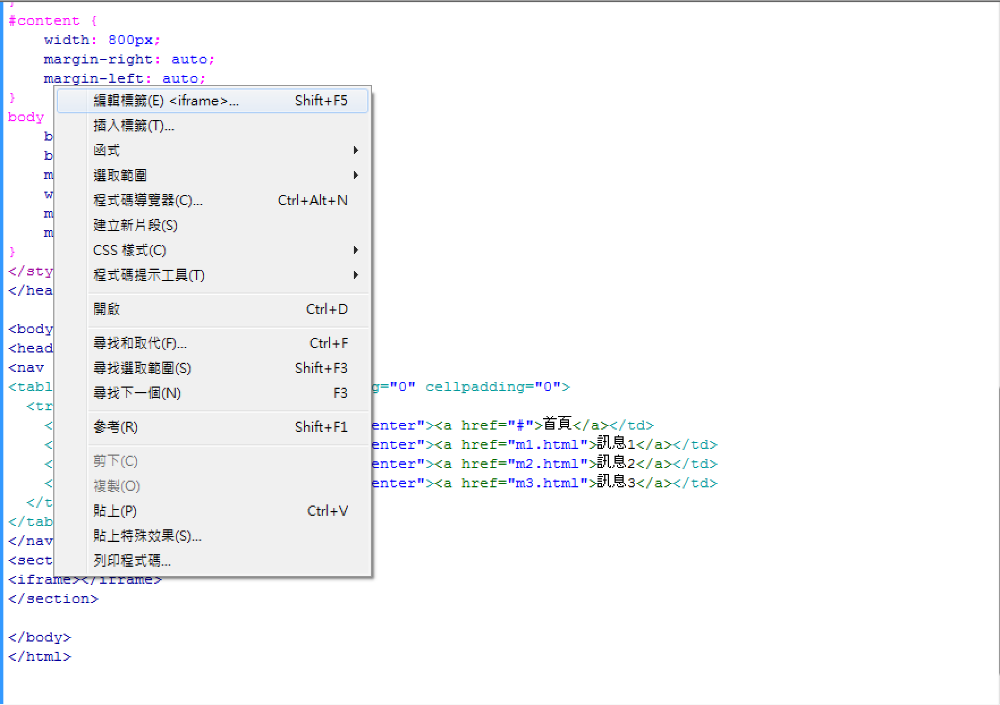 }
#content {
width: 800px;
margin-right: auto;
margin-left: auto;
}
body
b
b
m
w
m
m
}
</sty
</hea
<body
<head
<nav
<tabl
<tr
<
<
<
<
</t
</tab
</nav
<sect
<iframe></iframe>
</section>
</body>
</html>
編輯標籤(E) <iframe>... Shift+F5
插入標籤(T)...
函式
選取範圍
程式碼導覽器(C)... Ctrl+Alt+N
建立新片段(S)
CSS 樣式(C)
程式碼提示工具(T)
開啟 Ctrl+D
尋找和取代(F)... Ctrl+F
尋找選取範圍(S) Shift+F3
尋找下一個(N) F3
參考(R) Shift+F1
剪下(C)
複製(O)
貼上(P) Ctrl+V
貼上特殊效果(S)...
列印程式碼...
g="0" cellpadding="0">
enter"><a href="#">首頁</a></td>
enter"><a href="m1.html">訊息1</a></td>
enter"><a href="m2.html">訊息2</a></td>
enter"><a href="m3.html">訊息3</a></td>